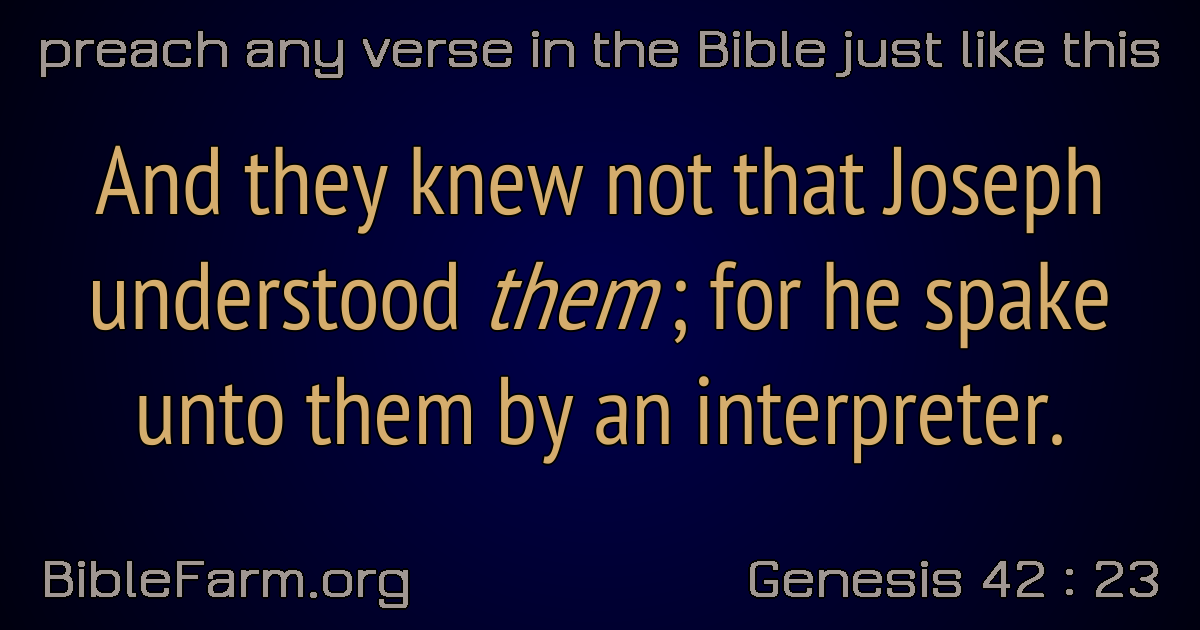 preach any verse in the Bible just like this
And they knew not that Joseph
understood them; for he spake
unto them by an interpreter.
BibleFarm.org
Genesis 42 : 23